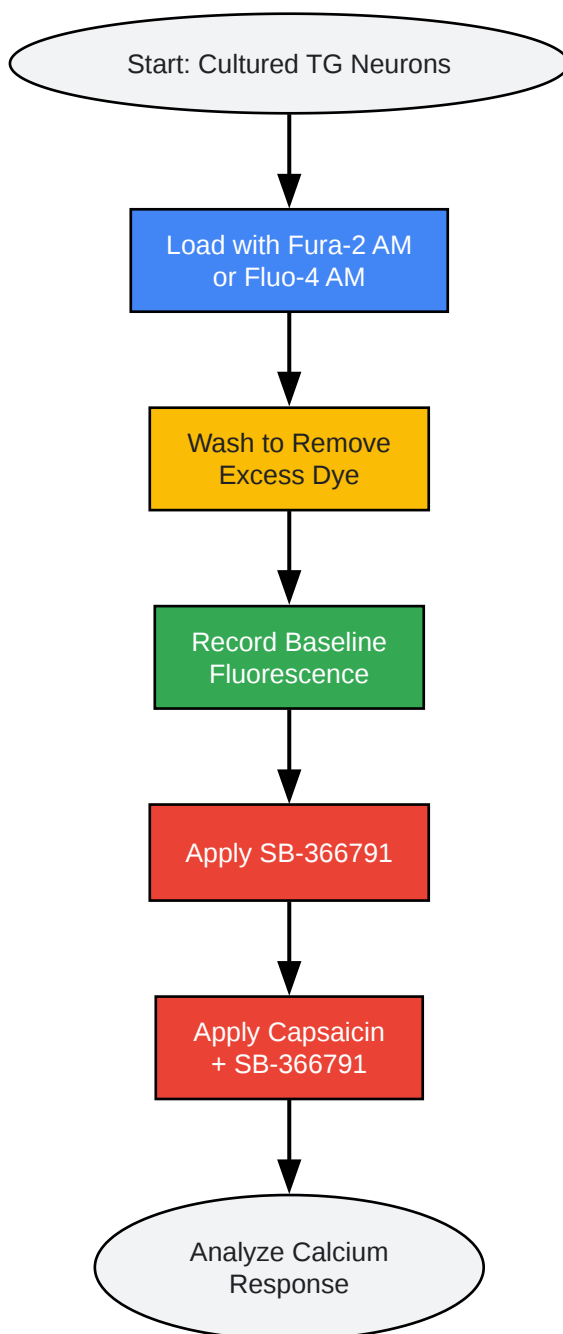 Start: Cultured TG Neurons
Load with Fura-2 AM
or Fluo-4 AM
Wash to Remove
Excess Dye
Record Baseline
Fluorescence
Apply SB-366791
Apply Capsaicin
+ SB-366791
Analyze Calcium
Response